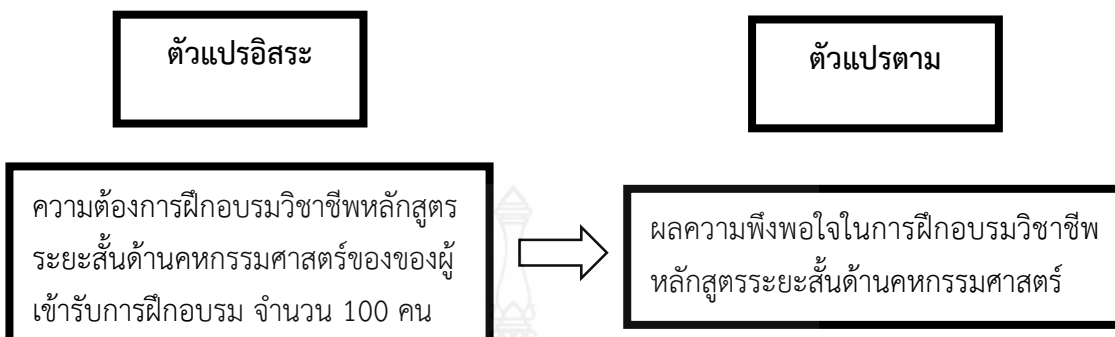 ตัวแปรอิสระ
ตัวแปรตาม
ความต้องการฝึกอบรมวิชาชีพหลักสูตร
ระยะสั้นด้านคหกรรมศาสตร์ของของผู้
เข้ารับการฝึกอบรม จำนวน 100 คน
ผลความพึงพอใจในการฝึกอบรมวิชาชีพ
หลักสูตรระยะสั้นด้านคหกรรมศาสตร์